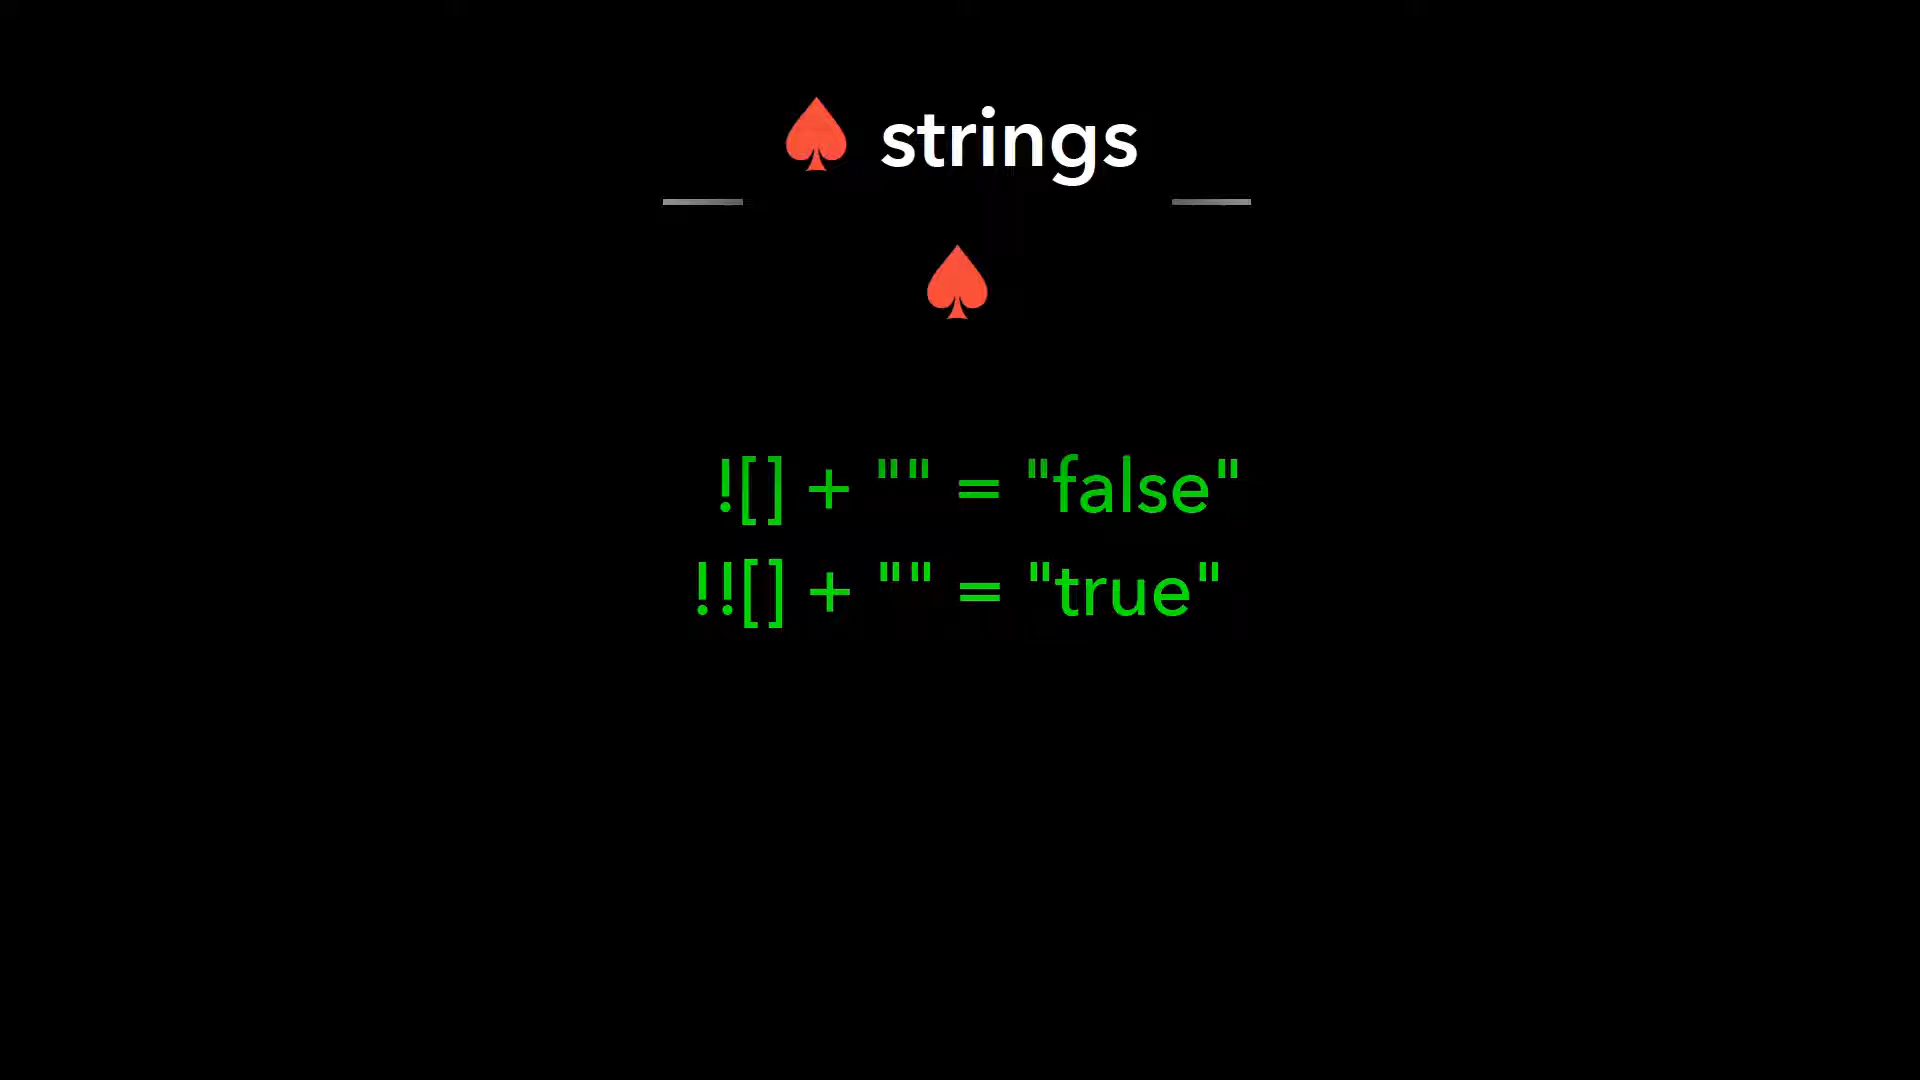 ♠ strings
♠
![] + "" = "false"
!![] + "" = "true"